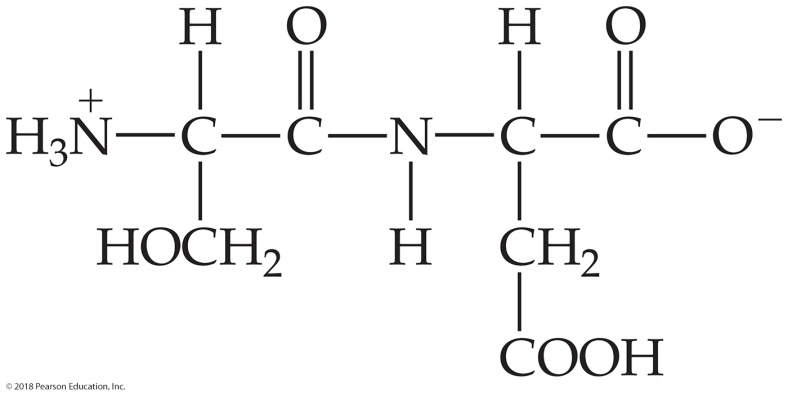 H O H O
+
H₃N C C N C C O⁻
HOCH₂ H CH₂
COOH
© 2018 Pearson Education, Inc.